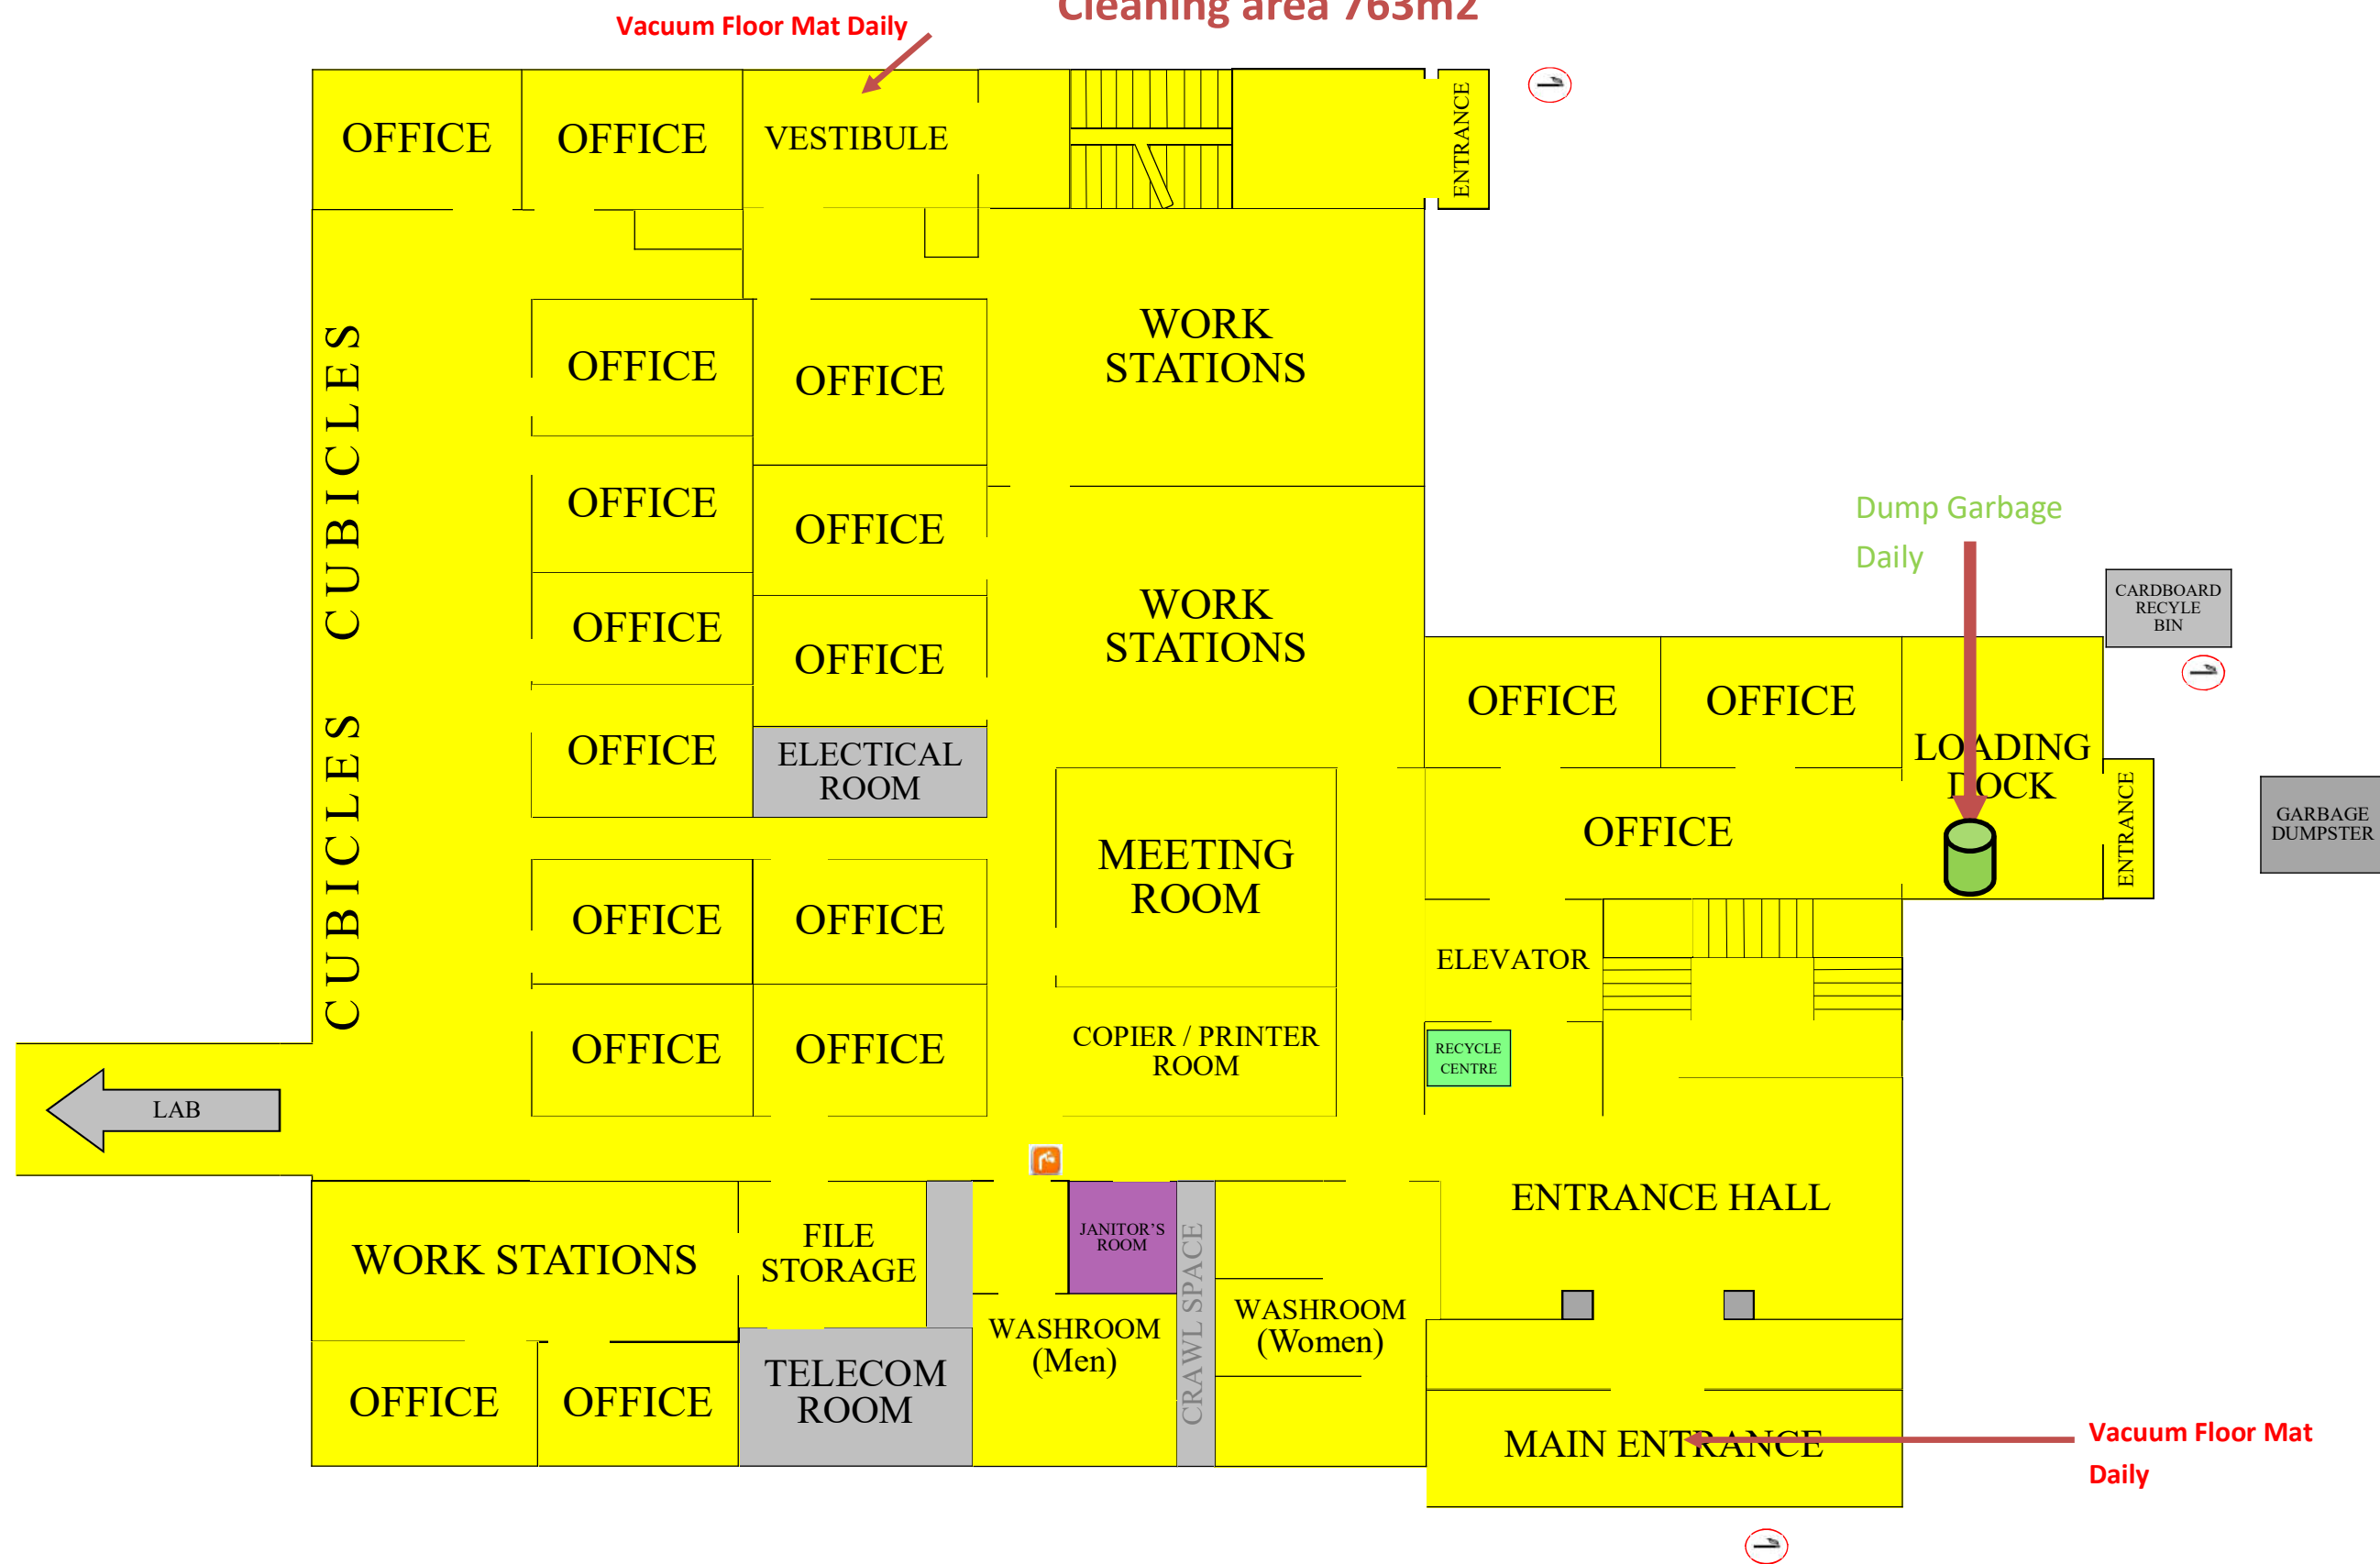 Cleaning area 763m2
Vacuum Floor Mat Daily
OFFICE
OFFICE
VESTIBULE
ENTRANCE
CUBICLES
CUBICLES
OFFICE
OFFICE
WORK
STATIONS
OFFICE
OFFICE
OFFICE
OFFICE
WORK
STATIONS
OFFICE
ELECTICAL
ROOM
Dump Garbage
Daily
CARDBOARD
RECYLE
BIN
OFFICE
OFFICE
LOADING
DOCK
ENTRANCE
GARBAGE
DUMPSTER
OFFICE
MEETING
ROOM
OFFICE
OFFICE
ELEVATOR
OFFICE
OFFICE
COPIER / PRINTER
ROOM
RECYCLE
CENTRE
LAB
WORK STATIONS
FILE
STORAGE
JANITOR'S
ROOM
CRAWL SPACE
ENTRANCE HALL
WASHROOM
(Men)
WASHROOM
(Women)
OFFICE
OFFICE
TELECOM
ROOM
MAIN ENTRANCE
Vacuum Floor Mat
Daily